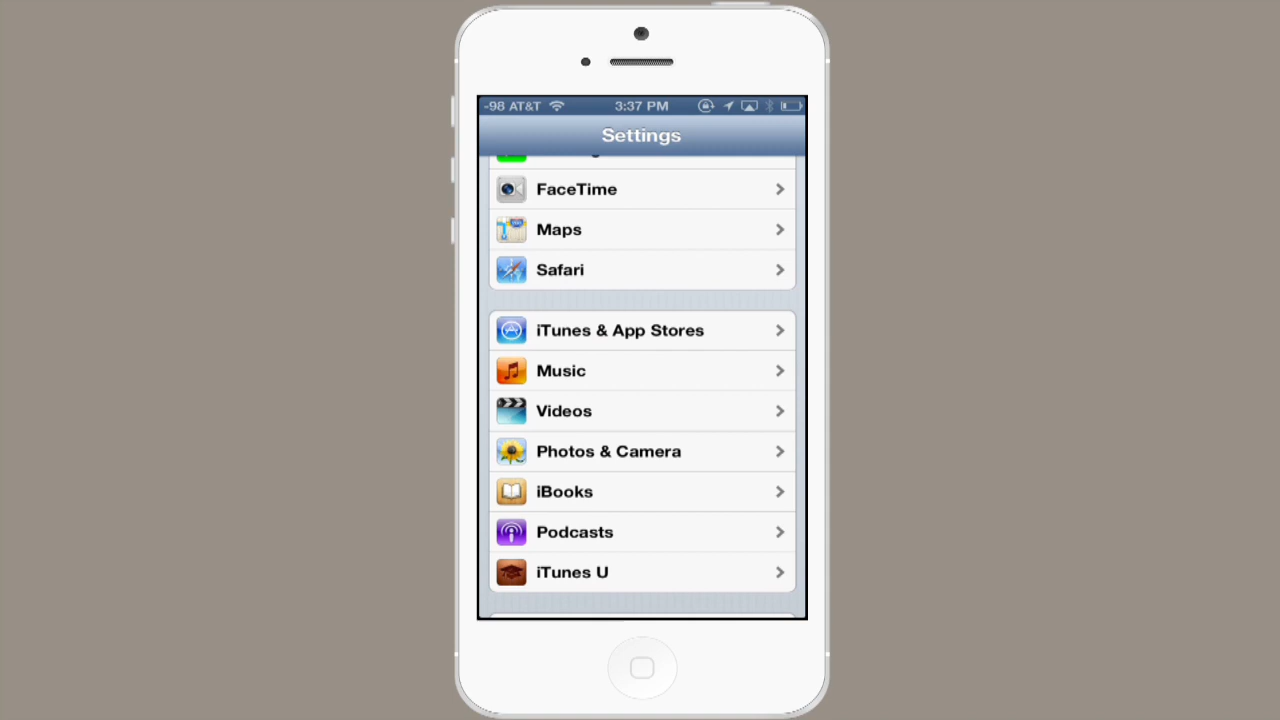 -98 AT&T 3:37 PM
Settings
FaceTime
Maps
Safari
iTunes & App Stores
Music
Videos
Photos & Camera
iBooks
Podcasts
iTunes U